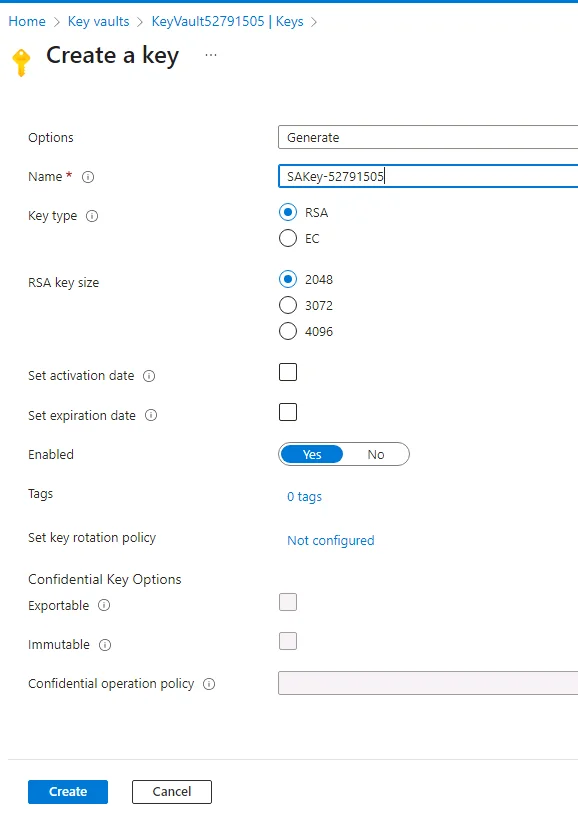 Home > Key vaults > KeyVault52791505 | Keys >
Create a key ...
Options Generate
Name * SAKey-52791505
Key type RSA
EC
RSA key size 2048
3072
4096
Set activation date
Set expiration date
Enabled Yes No
Tags 0 tags
Set key rotation policy Not configured
Confidential Key Options
Exportable
Immutable
Confidential operation policy
Create Cancel